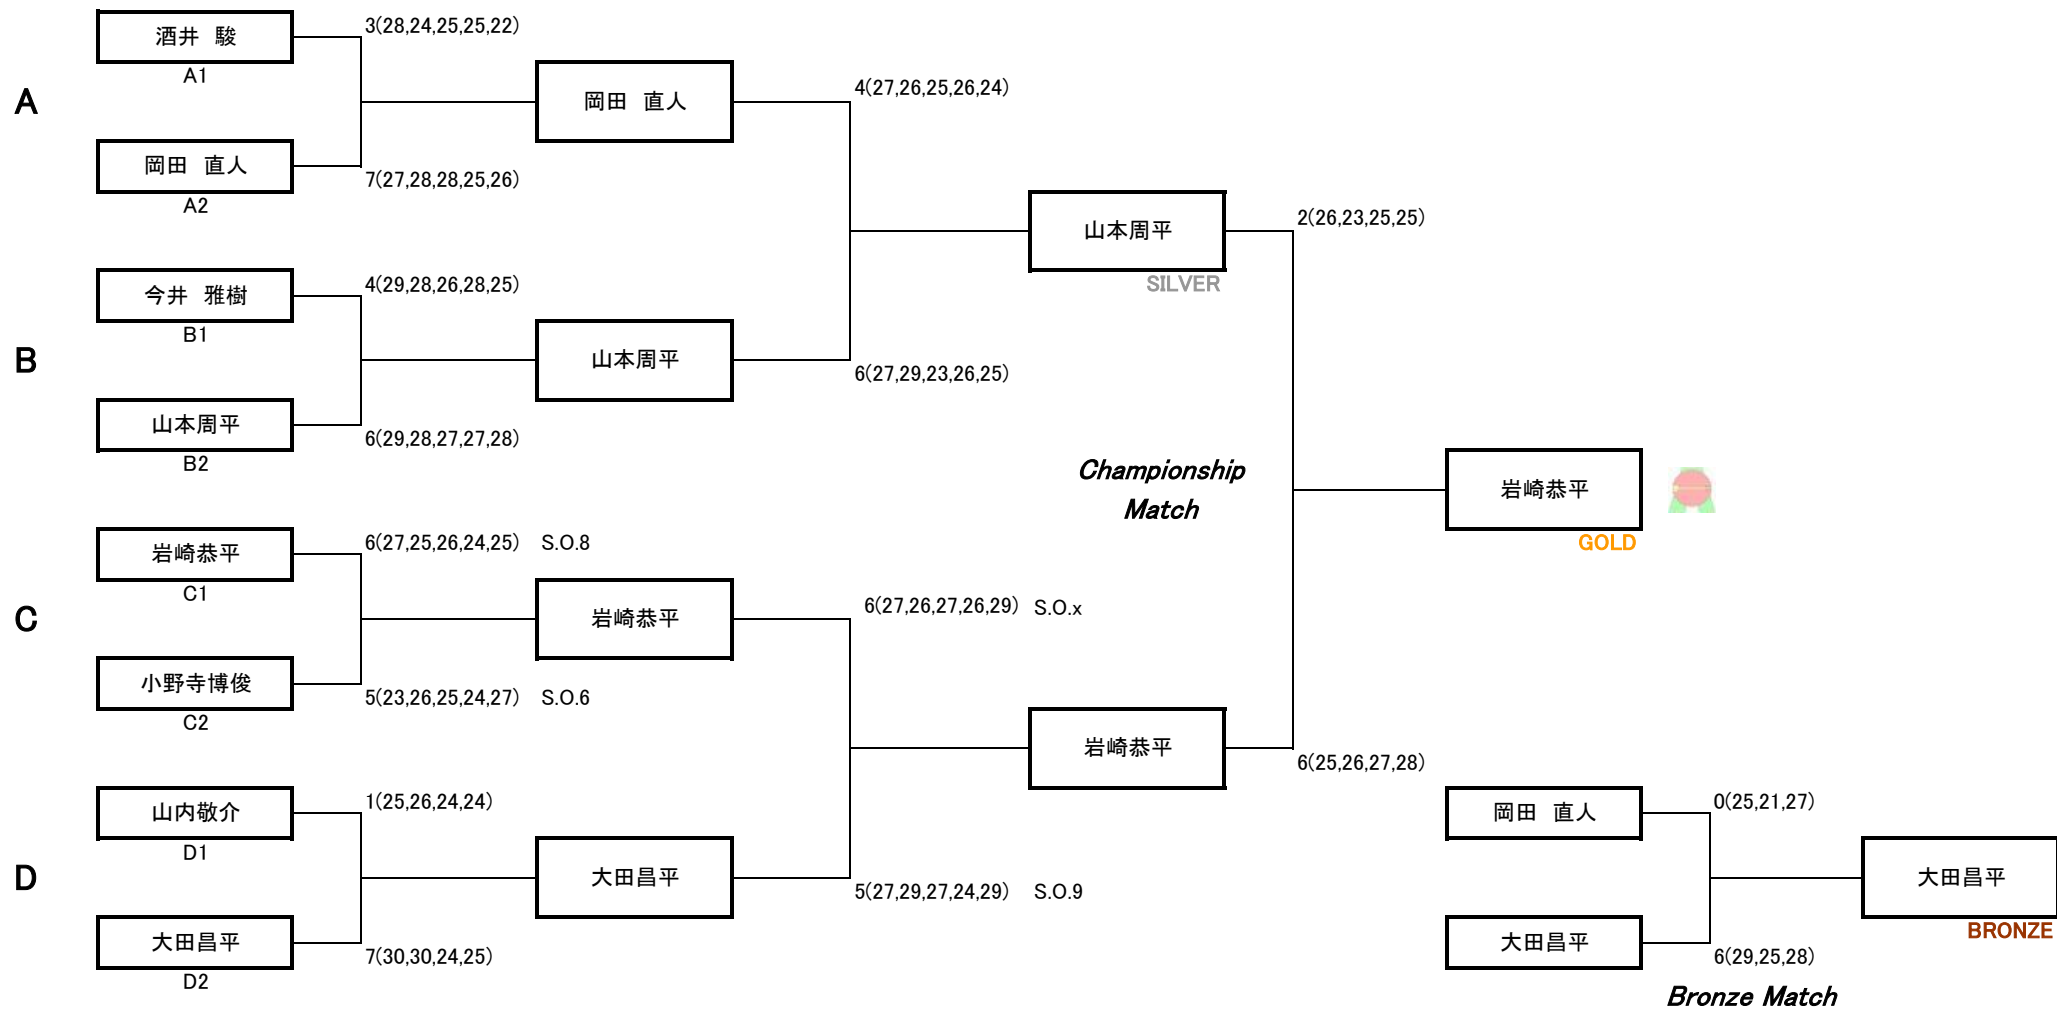 A
酒井　駿
A1
3(28,24,25,25,22)
岡田　直人
A2
7(27,28,28,25,26)
岡田　直人
4(27,26,25,26,24)
B
今井　雅樹
B1
4(29,28,26,28,25)
山本周平
B2
6(29,28,27,27,28)
山本周平
6(27,29,23,26,25)
山本周平
SILVER
2(26,23,25,25)
Championship
Match
C
岩崎恭平
C1
6(27,25,26,24,25) S.O.8
小野寺博俊
C2
5(23,26,25,24,27) S.O.6
岩崎恭平
6(27,26,27,26,29) S.O.x
D
山内敬介
D1
1(25,26,24,24)
大田昌平
D2
7(30,30,24,25)
大田昌平
5(27,29,27,24,29) S.O.9
岩崎恭平
6(25,26,27,28)
岩崎恭平
GOLD
岡田　直人
0(25,21,27)
大田昌平
6(29,25,28)
大田昌平
BRONZE
Bronze Match